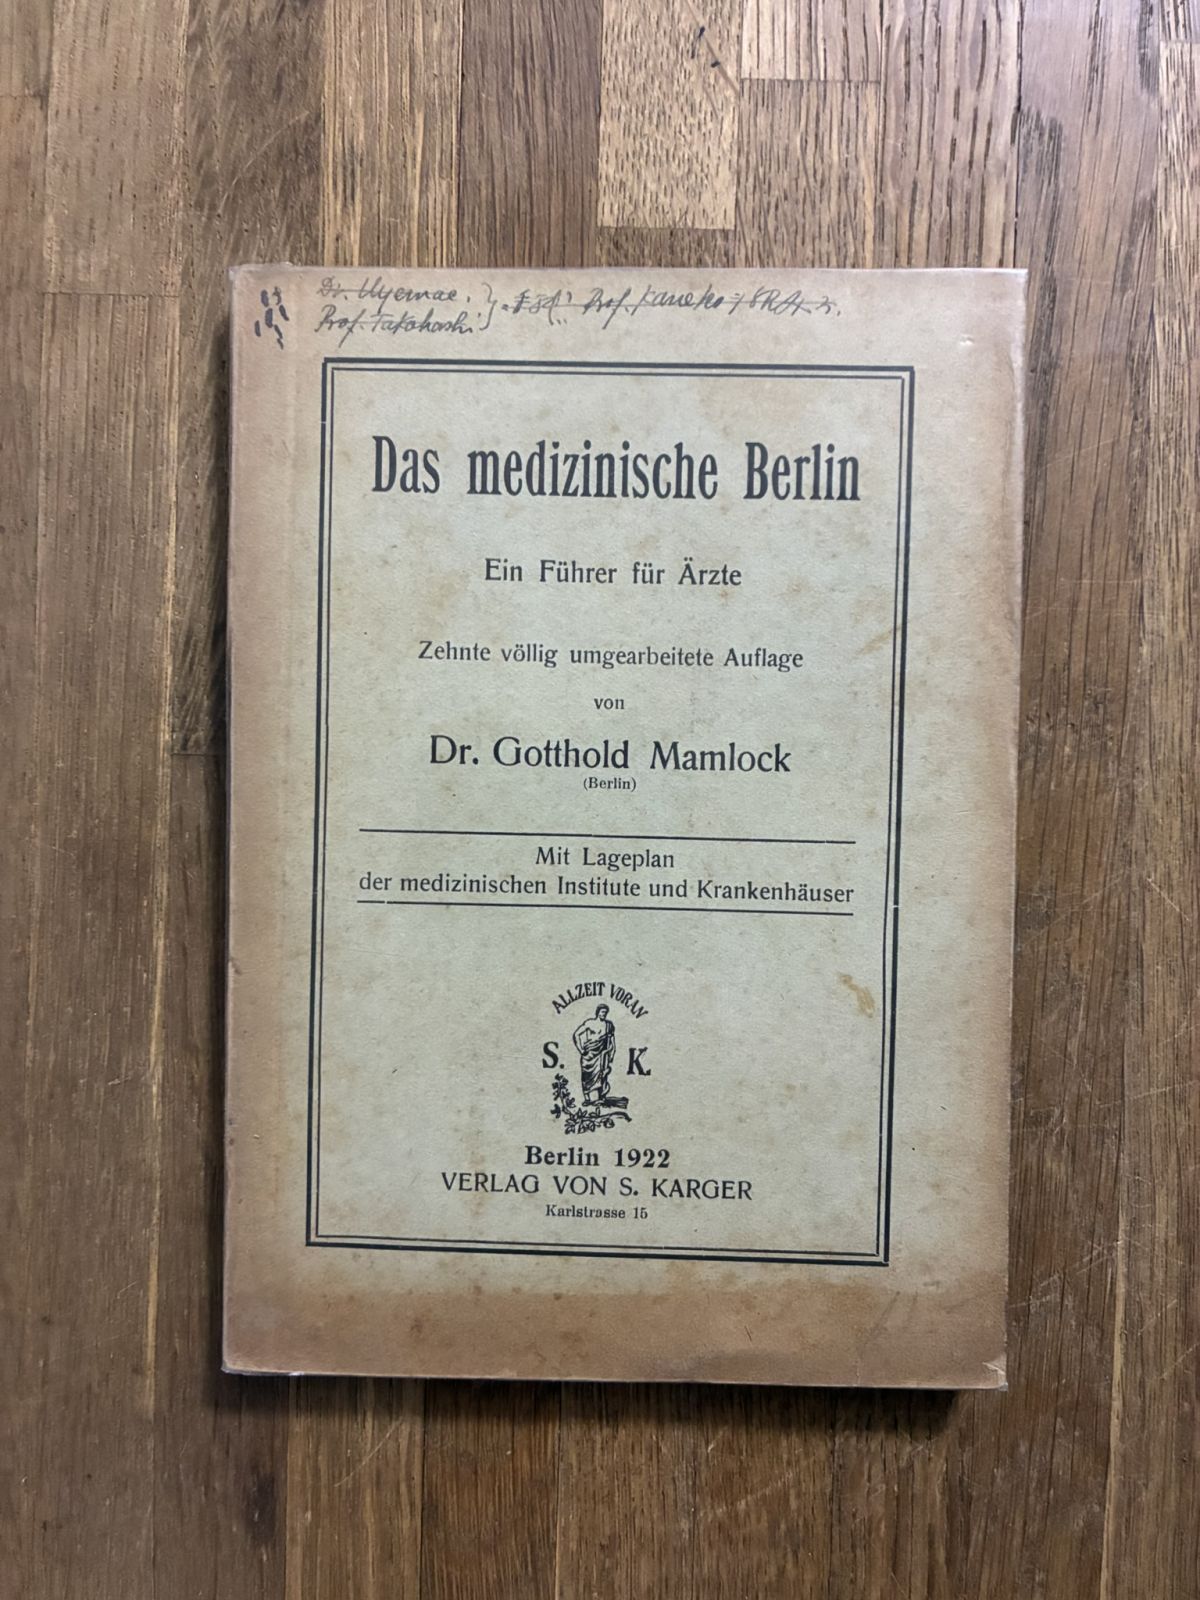 Dr. Uyemae.
Prof. Takahashi
Prof. Kaneko
Das medizinische Berlin
Ein Führer für Ärzte
Zehnte völlig umgearbeitete Auflage
von
Dr. Gotthold Mamlock
(Berlin)
Mit Lageplan
der medizinischen Institute und Krankenhäuser
ALLZEIT VORAN
S. K.
Berlin 1922
VERLAG VON S. KARGER
Karlstrasse 15